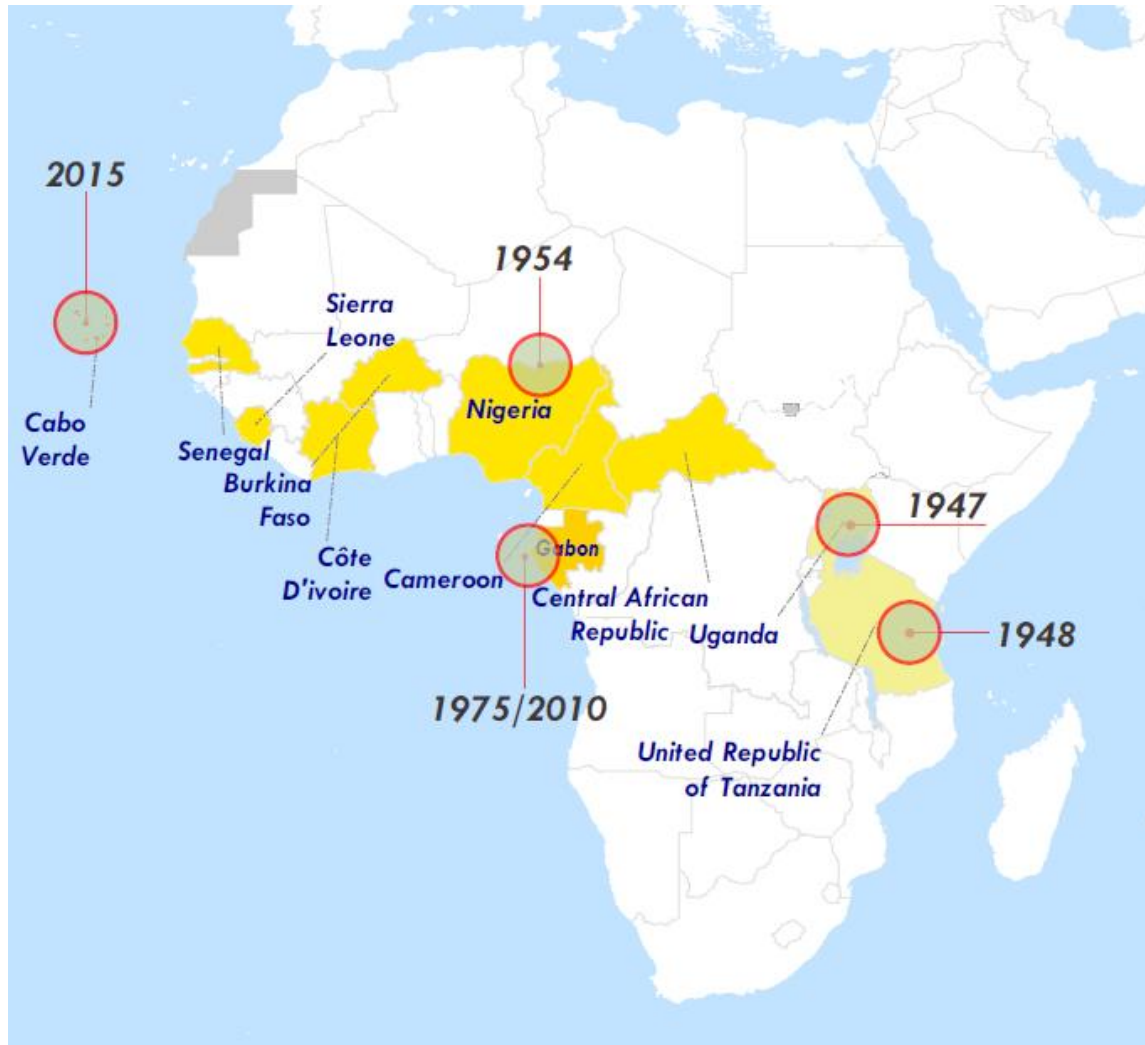 2015
1954
Sierra
Leone
Nigeria
Cabo
Verde
Senegal
Burkina
Faso
1947
Gabon
Côte
D'ivoire
Cameroon
Central African
Republic
Uganda
1948
1975/2010
United Republic
of Tanzania